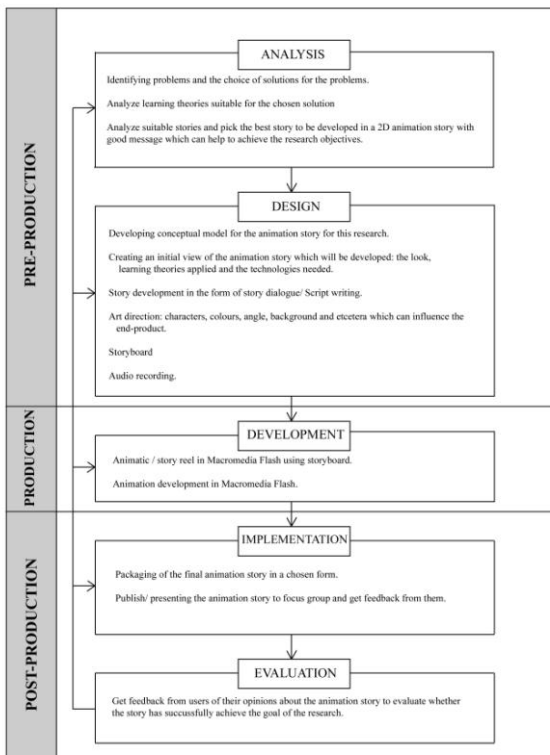 PRE-PRODUCTION
ANALYSIS
Identifying problems and the choice of solutions for the problems.
Analyze learning theories suitable for the chosen solution
Analyze suitable stories and pick the best story to be developed in a 2D animation story with
good message which can help to achieve the research objectives.
DESIGN
Developing conceptual model for the animation story for this research.
Creating an initial view of the animation story which will be developed: the look,
learning theories applied and the technologies needed.
Story development in the form of story dialogue/ Script writing.
Art direction: characters, colours, angle, background and etcetera which can influence the
end-product.
Storyboard
Audio recording.
PRODUCTION
DEVELOPMENT
Animatic / story reel in Macromedia Flash using storyboard.
Animation development in Macromedia Flash.
POST-PRODUCTION
IMPLEMENTATION
Packaging of the final animation story in a chosen form.
Publish/ presenting the animation story to focus group and get feedback from them.
EVALUATION
Get feedback from users of their opinions about the animation story to evaluate whether
the story has succussfully achieve the goal of the research.